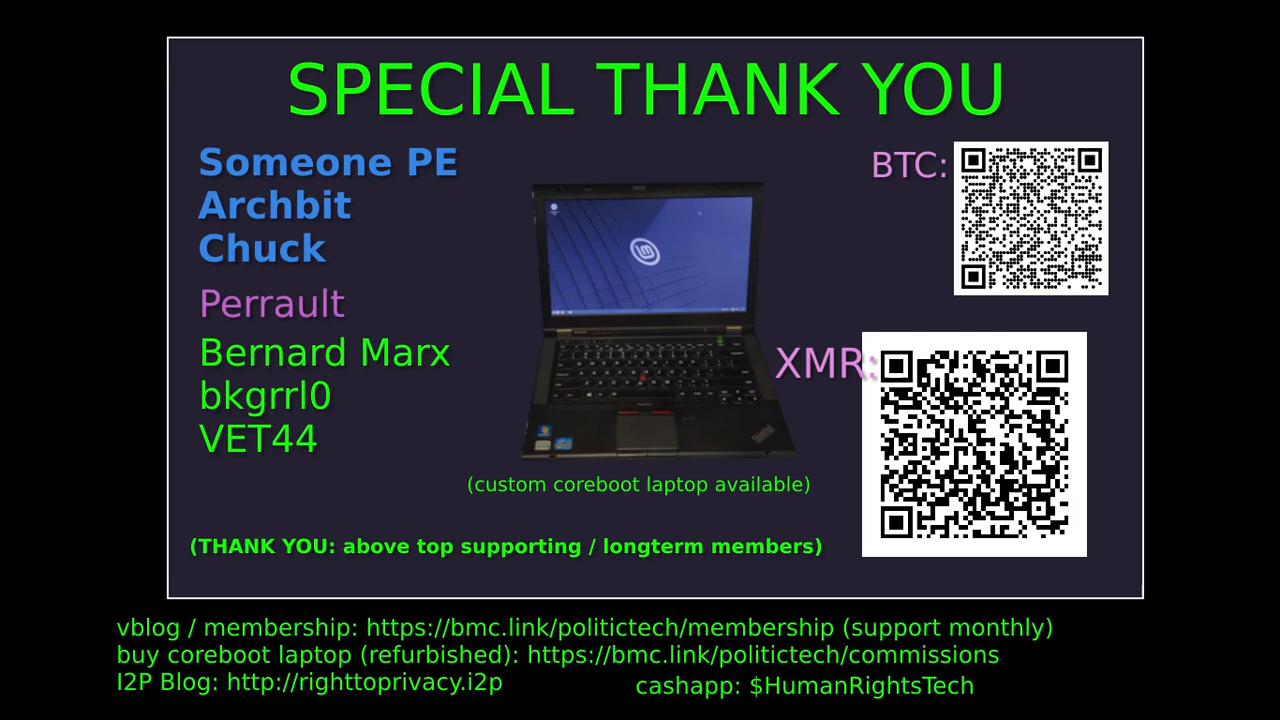 SPECIAL THANK YOU
Someone PE
Archbit
Chuck
Perrault
Bernard Marx
bkgrrl0
VET44
BTC:
XMR:
(custom coreboot laptop available)
(THANK YOU: above top supporting / longterm members)
vblog / membership: https://bmc.link/politictech/membership (support monthly)
buy coreboot laptop (refurbished): https://bmc.link/politictech/commissions
I2P Blog: http://righttoprivacy.i2p
cashapp: $HumanRightsTech